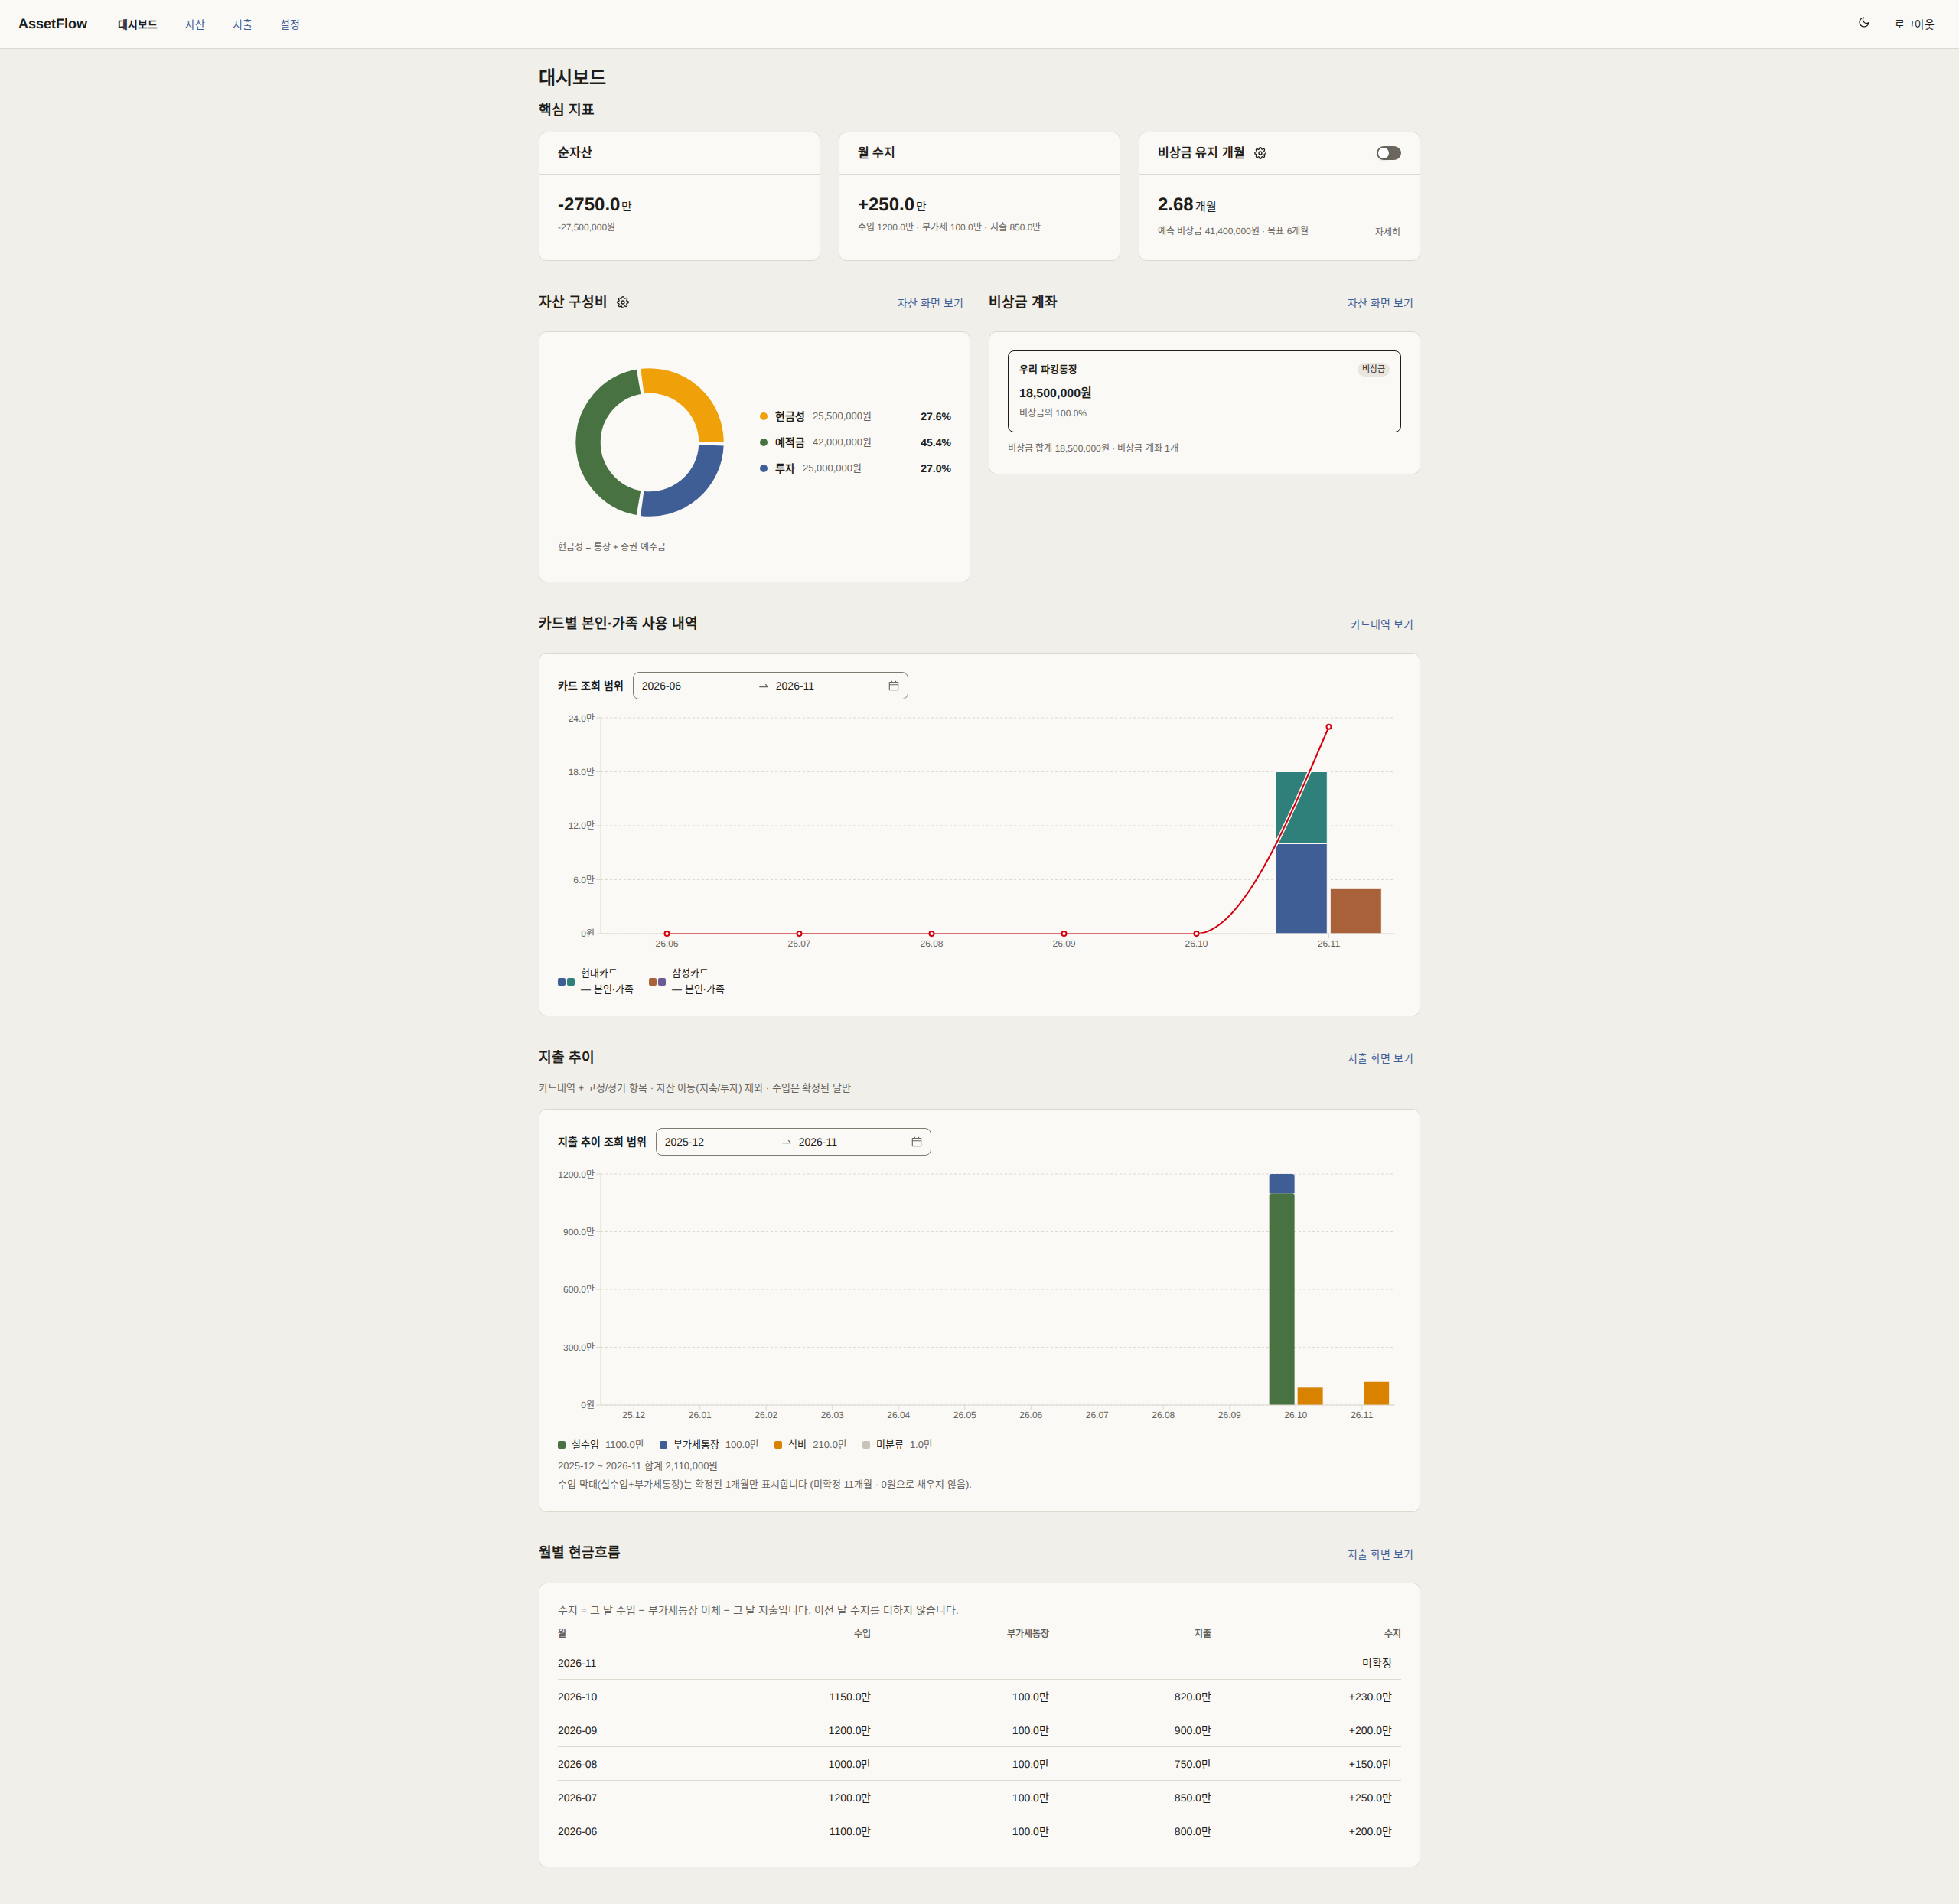 AssetFlow 대시보드 자산 지출 설정 로그아웃
대시보드
핵심 지표
순자산
-2750.0만
-27,500,000원
월 수지
+250.0만
수입 1200.0만 · 부가세 100.0만 · 지출 850.0만
비상금 유지 개월
2.68개월
예측 비상금 41,400,000원 · 목표 6개월 자세히
자산 구성비 자산 화면 보기
현금성 25,500,000원 27.6%
예적금 42,000,000원 45.4%
투자 25,000,000원 27.0%
현금성 = 통장 + 증권 예수금
비상금 계좌 자산 화면 보기
우리 파킹통장 비상금
18,500,000원
비상금의 100.0%
비상금 합계 18,500,000원 · 비상금 계좌 1개
카드별 본인·가족 사용 내역 카드내역 보기
카드 조회 범위 2026-06 2026-11
24.0만
18.0만
12.0만
6.0만
0원
26.06 26.07 26.08 26.09 26.10 26.11
현대카드
— 본인·가족
삼성카드
— 본인·가족
지출 추이 지출 화면 보기
카드내역 + 고정/정기 항목 · 자산 이동(저축/투자) 제외 · 수입은 확정된 달만
지출 추이 조회 범위 2025-12 2026-11
1200.0만
900.0만
600.0만
300.0만
0원
25.12 26.01 26.02 26.03 26.04 26.05 26.06 26.07 26.08 26.09 26.10 26.11
실수입 1100.0만 부가세통장 100.0만 식비 210.0만 미분류 1.0만
2025-12 ~ 2026-11 합계 2,110,000원
수입 막대(실수입+부가세통장)는 확정된 1개월만 표시합니다 (미확정 11개월 · 0원으로 채우지 않음).
월별 현금흐름 지출 화면 보기
수지 = 그 달 수입 − 부가세통장 이체 − 그 달 지출입니다. 이전 달 수지를 더하지 않습니다.
월 수입 부가세통장 지출 수지
2026-11 — — — 미확정
2026-10 1150.0만 100.0만 820.0만 +230.0만
2026-09 1200.0만 100.0만 900.0만 +200.0만
2026-08 1000.0만 100.0만 750.0만 +150.0만
2026-07 1200.0만 100.0만 850.0만 +250.0만
2026-06 1100.0만 100.0만 800.0만 +200.0만